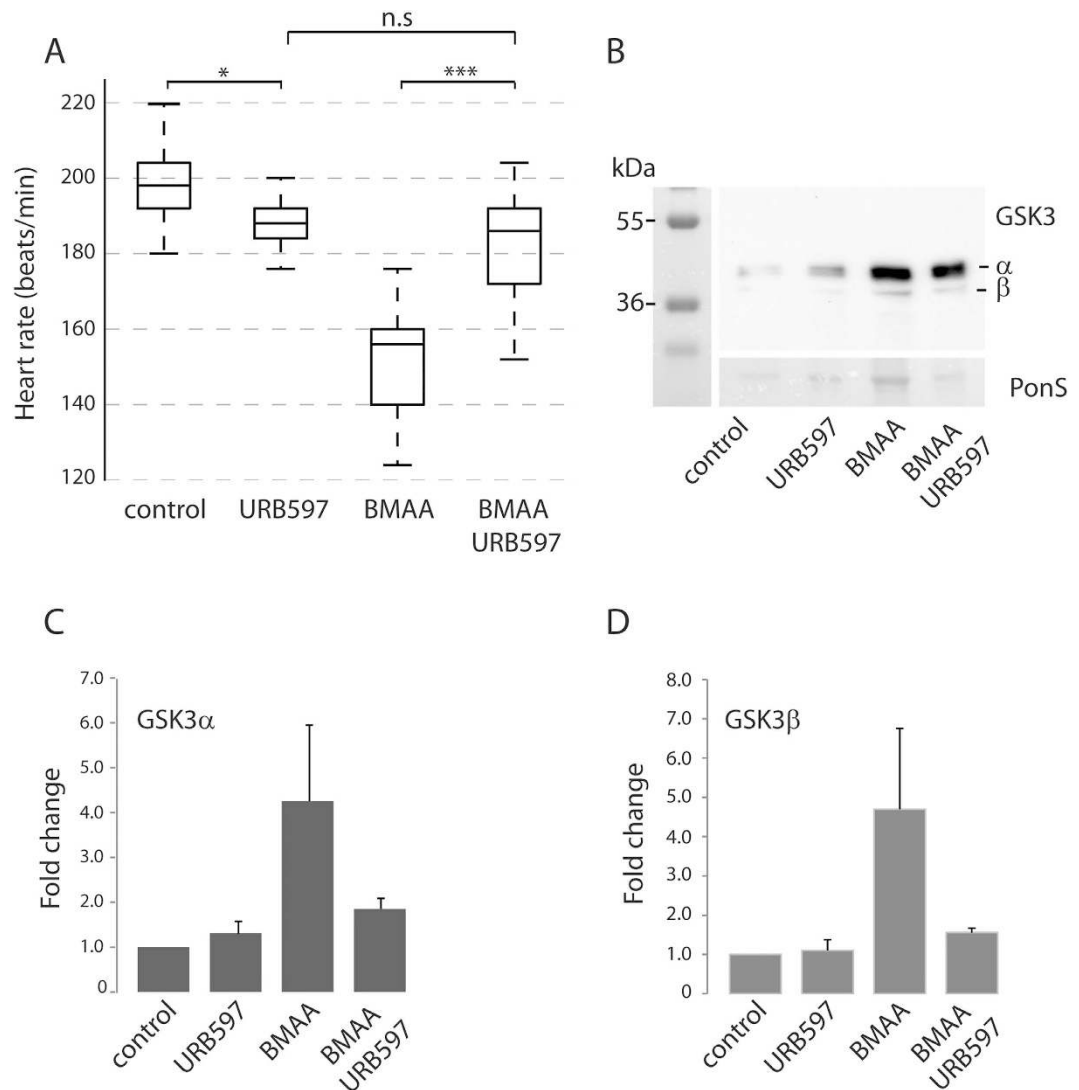 A
n.s
*
***
Heart rate (beats/min)
220
200
180
160
140
120
control
URB597
BMAA
BMAA
URB597
B
kDa
55
36
GSK3
α
β
PonS
control
URB597
BMAA
BMAA
URB597
C
GSK3α
Fold change
7.0
6.0
5.0
4.0
3.0
2.0
1.0
0
control
URB597
BMAA
BMAA
URB597
D
GSK3β
Fold change
8.0
7.0
6.0
5.0
4.0
3.0
2.0
1.0
0
control
URB597
BMAA
BMAA
URB597